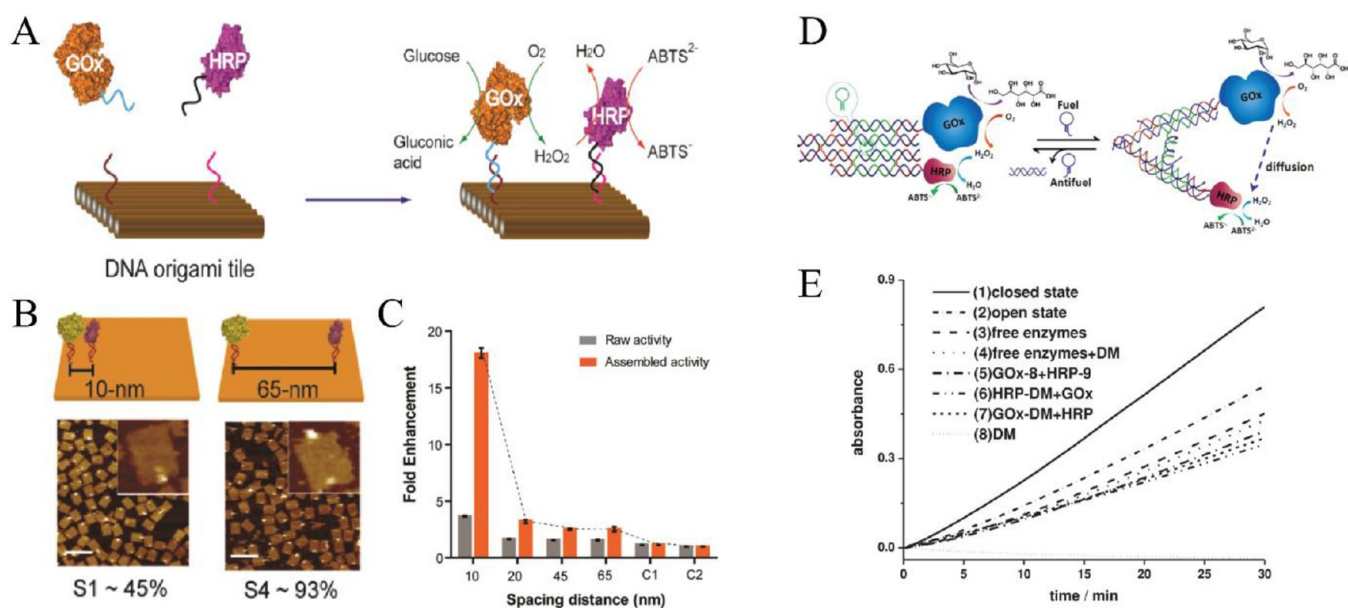 A
GOx
HRP
DNA origami tile
Glucose
O2
H2O
ABTS2-
GOx
HRP
Gluconic
acid
H2O2
ABTS-
B
10-nm
65-nm
S1 ~ 45%
S4 ~ 93%
C
Fold Enhancement
20
15
10
5
0
Raw activity
Assembled activity
10
20
45
65
C1
C2
Spacing distance (nm)
D
GOx
HRP
O2
H2O2
H2O
ABTS-
ABTS2-
Fuel
Antifuel
GOx
O2
H2O2
diffusion
HRP
H2O2
H2O
ABTS-
ABTS2-
E
absorbance
0.9
0.6
0.3
0.0
(1)closed state
(2)open state
(3)free enzymes
(4)free enzymes+DM
(5)GOx-8+HRP-9
(6)HRP-DM+GOx
(7)GOx-DM+HRP
(8)DM
0
5
10
15
20
25
30
time / min